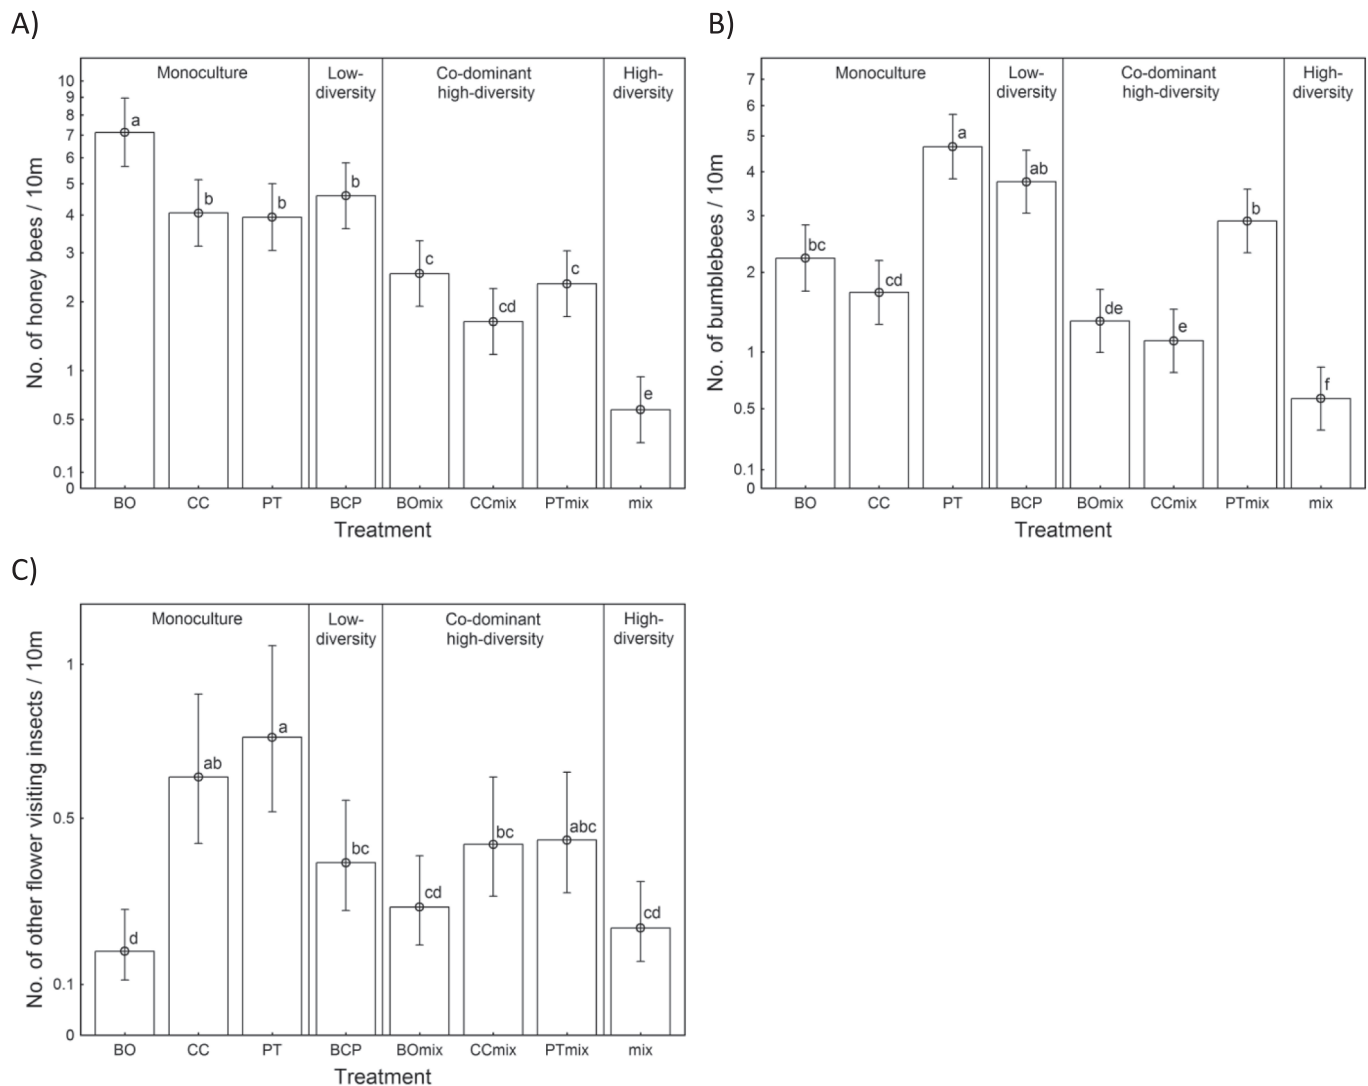 A)
Monoculture
Low-
diversity
Co-dominant
high-diversity
High-
diversity
No. of honey bees / 10m
10
9
8
7
6
5
4
3
2
1
0.5
0.1
0
a
b
b
b
c
cd
c
e
BO CC PT BCP BOmix CCmix PTmix mix
Treatment
B)
Monoculture
Low-
diversity
Co-dominant
high-diversity
High-
diversity
No. of bumblebees / 10m
7
6
5
4
3
2
1
0.5
0.1
0
bc
cd
a
ab
de
e
b
f
BO CC PT BCP BOmix CCmix PTmix mix
Treatment
C)
Monoculture
Low-
diversity
Co-dominant
high-diversity
High-
diversity
No. of other flower visiting insects / 10m
1
0.5
0.1
0
d
ab
a
bc
cd
bc
abc
cd
BO CC PT BCP BOmix CCmix PTmix mix
Treatment